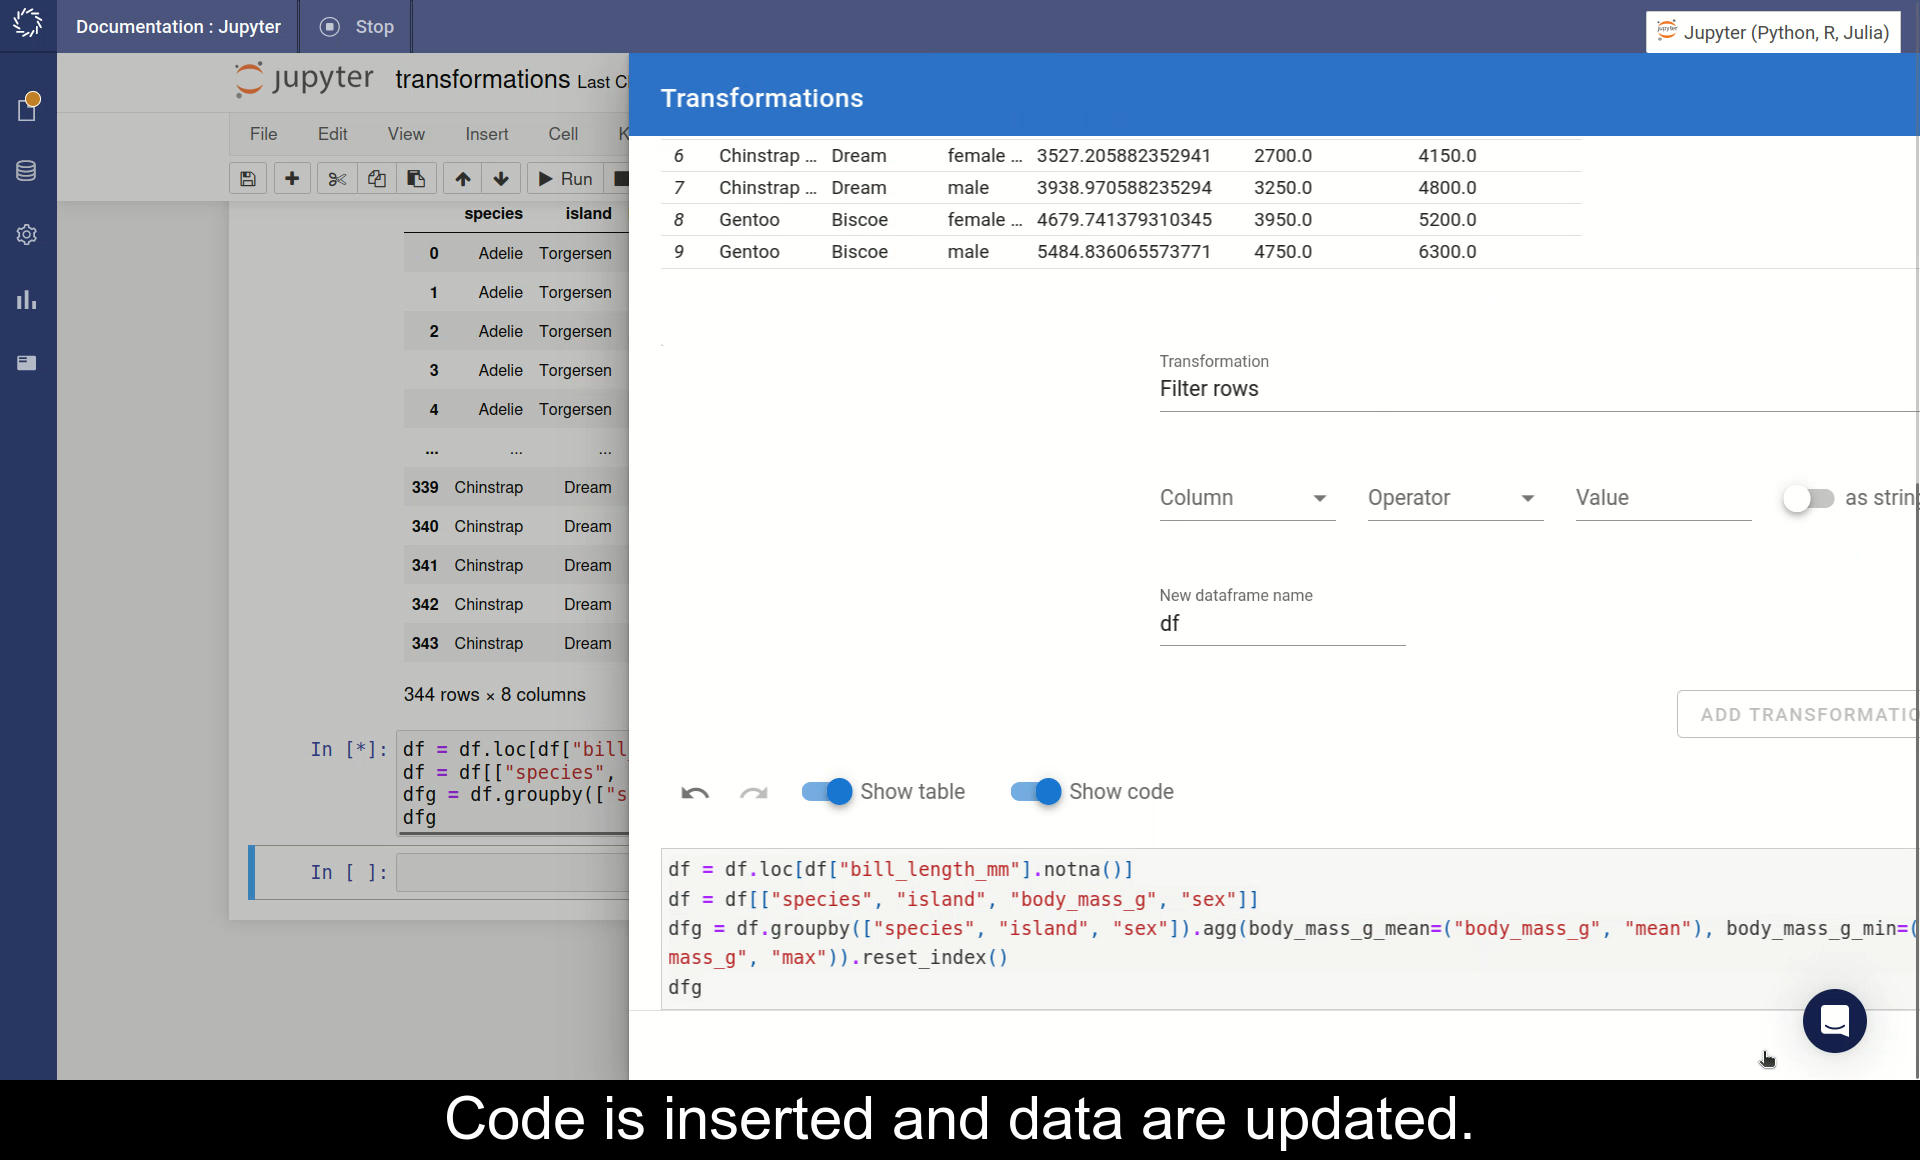 Documentation : Jupyter
Stop
Jupyter (Python, R, Julia)
jupyter transformations Last C
File Edit View Insert Cell K
Run
species island
0 Adelie Torgersen
1 Adelie Torgersen
2 Adelie Torgersen
3 Adelie Torgersen
4 Adelie Torgersen
... ... ...
339 Chinstrap Dream
340 Chinstrap Dream
341 Chinstrap Dream
342 Chinstrap Dream
343 Chinstrap Dream
344 rows × 8 columns
In [*]: df = df.loc[df["bill
df = df[["species",
dfg = df.groupby(["s
dfg
In [ ]:
Transformations
6 Chinstrap ... Dream female ... 3527.205882352941 2700.0 4150.0
7 Chinstrap ... Dream male 3938.970588235294 3250.0 4800.0
8 Gentoo Biscoe female ... 4679.741379310345 3950.0 5200.0
9 Gentoo Biscoe male 5484.836065573771 4750.0 6300.0
Transformation
Filter rows
Column Operator Value as string
New dataframe name
df
ADD TRANSFORMATIO
Show table Show code
df = df.loc[df["bill_length_mm"].notna()]
df = df[["species", "island", "body_mass_g", "sex"]]
dfg = df.groupby(["species", "island", "sex"]).agg(body_mass_g_mean=("body_mass_g", "mean"), body_mass_g_min=(
mass_g", "max")).reset_index()
dfg
Code is inserted and data are updated.